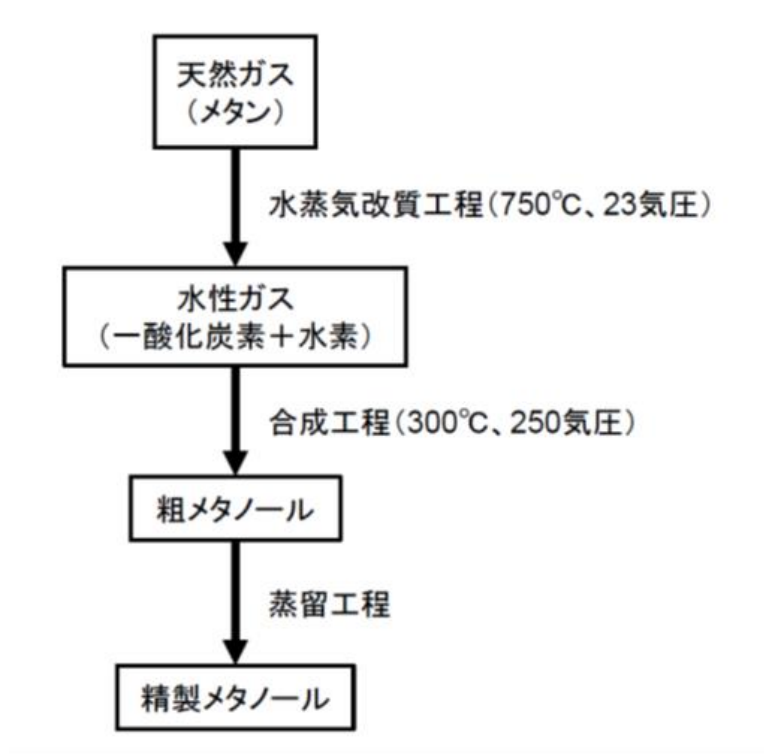 天然ガス
（メタン）
水蒸気改質工程（750℃、23気圧）
水性ガス
（一酸化炭素＋水素）
合成工程（300℃、250気圧）
粗メタノール
蒸留工程
精製メタノール